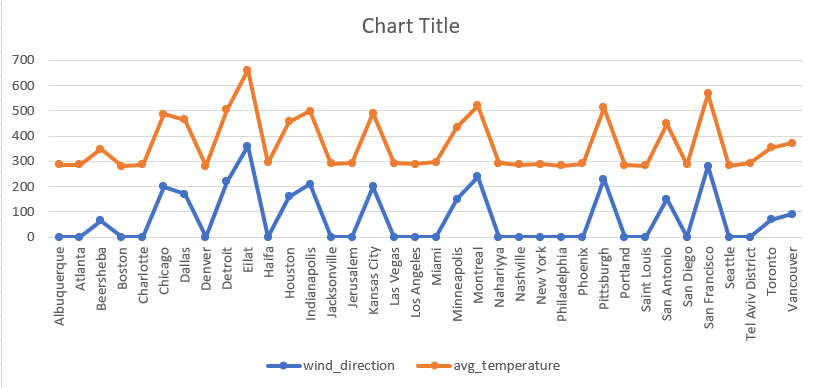 Chart Title
700
600
500
400
300
200
100
0
Albuquerque
Atlanta
Beersheba
Boston
Charlotte
Chicago
Dallas
Denver
Detroit
Eilat
Haifa
Houston
Indianapolis
Jacksonville
Jerusalem
Kansas City
Las Vegas
Los Angeles
Miami
Minneapolis
Montreal
Nahariyya
Nashville
New York
Philadelphia
Phoenix
Pittsburgh
Portland
Saint Louis
San Antonio
San Diego
San Francisco
Seattle
Tel Aviv District
Toronto
Vancouver
wind_direction avg_temperature